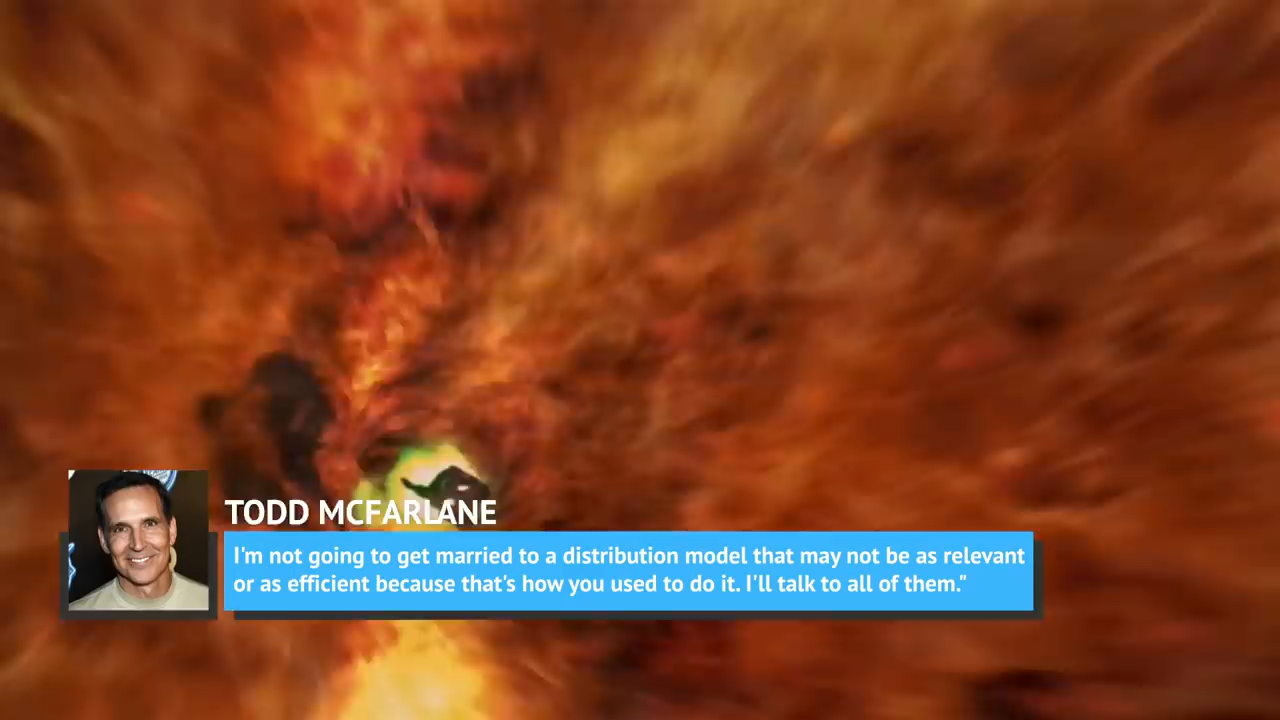 TODD MCFARLANE
I'm not going to get married to a distribution model that may not be as relevant
or as efficient because that's how you used to do it. I'll talk to all of them."